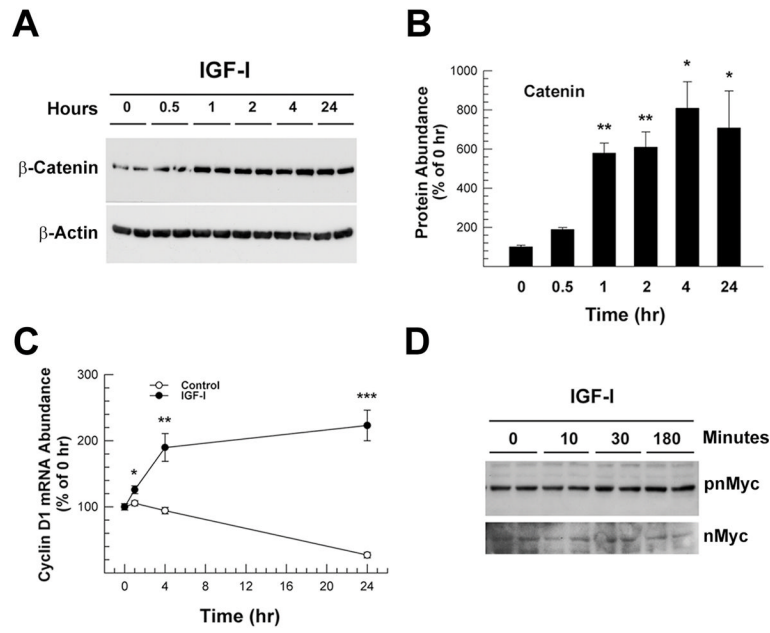 A
IGF-I
Hours 0 0.5 1 2 4 24
β-Catenin
β-Actin
B
Catenin
Protein Abundance
(% of 0 hr)
1000
800
600
400
200
** ** * *
0 0.5 1 2 4 24
Time (hr)
C
Control
IGF-I
Cyclin D1 mRNA Abundance
(% of 0 hr)
300
200
100
* ** ***
0 4 8 12 16 20 24
Time (hr)
D
IGF-I
0 10 30 180 Minutes
pnMyc
nMyc